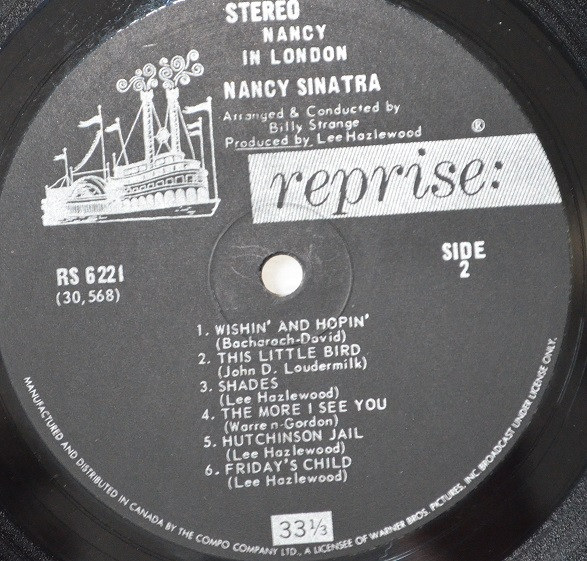 STEREO
NANCY
IN LONDON
NANCY SINATRA
Arranged & Conducted by
Billy Strange
Produced by Lee Hazlewood
®
reprise:
RS 6221
(30,568)
SIDE
2
1. WISHIN' AND HOPIN'
(Bacharach-David)
2. THIS LITTLE BIRD
(John D. Loudermilk)
3. SHADES
(Lee Hazlewood)
4. THE MORE I SEE YOU
(Warren-Gordon)
5. HUTCHINSON JAIL
(Lee Hazlewood)
6. FRIDAY'S CHILD
(Lee Hazlewood)
33⅓
MANUFACTURED AND DISTRIBUTED IN CANADA BY THE COMPO COMPANY LTD., A LICENSEE OF WARNER BROS. PICTURES, INC. BROADCAST UNDER LICENSE ONLY.